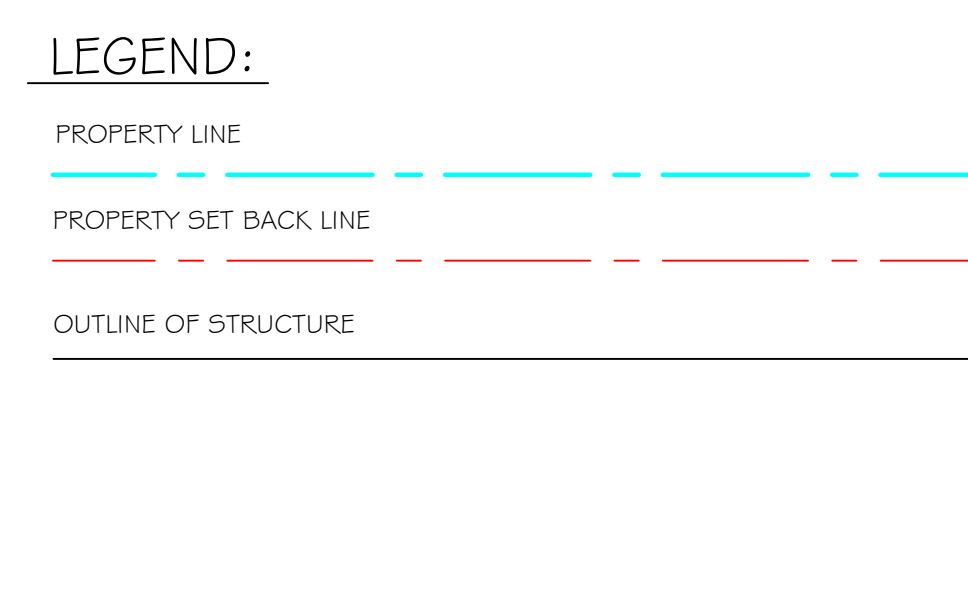 LEGEND:
PROPERTY LINE
PROPERTY SET BACK LINE
OUTLINE OF STRUCTURE